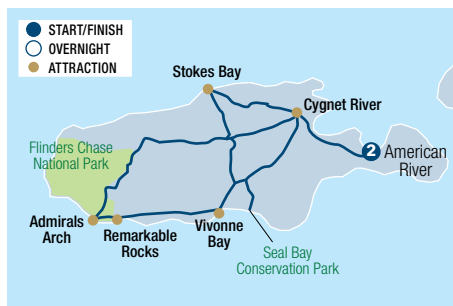 START/FINISH
OVERNIGHT
ATTRACTION
Stokes Bay
Cygnet River
Flinders Chase
National Park
2
American
River
Admirals
Arch
Remarkable
Rocks
Vivonne
Bay
Seal Bay
Conservation Park